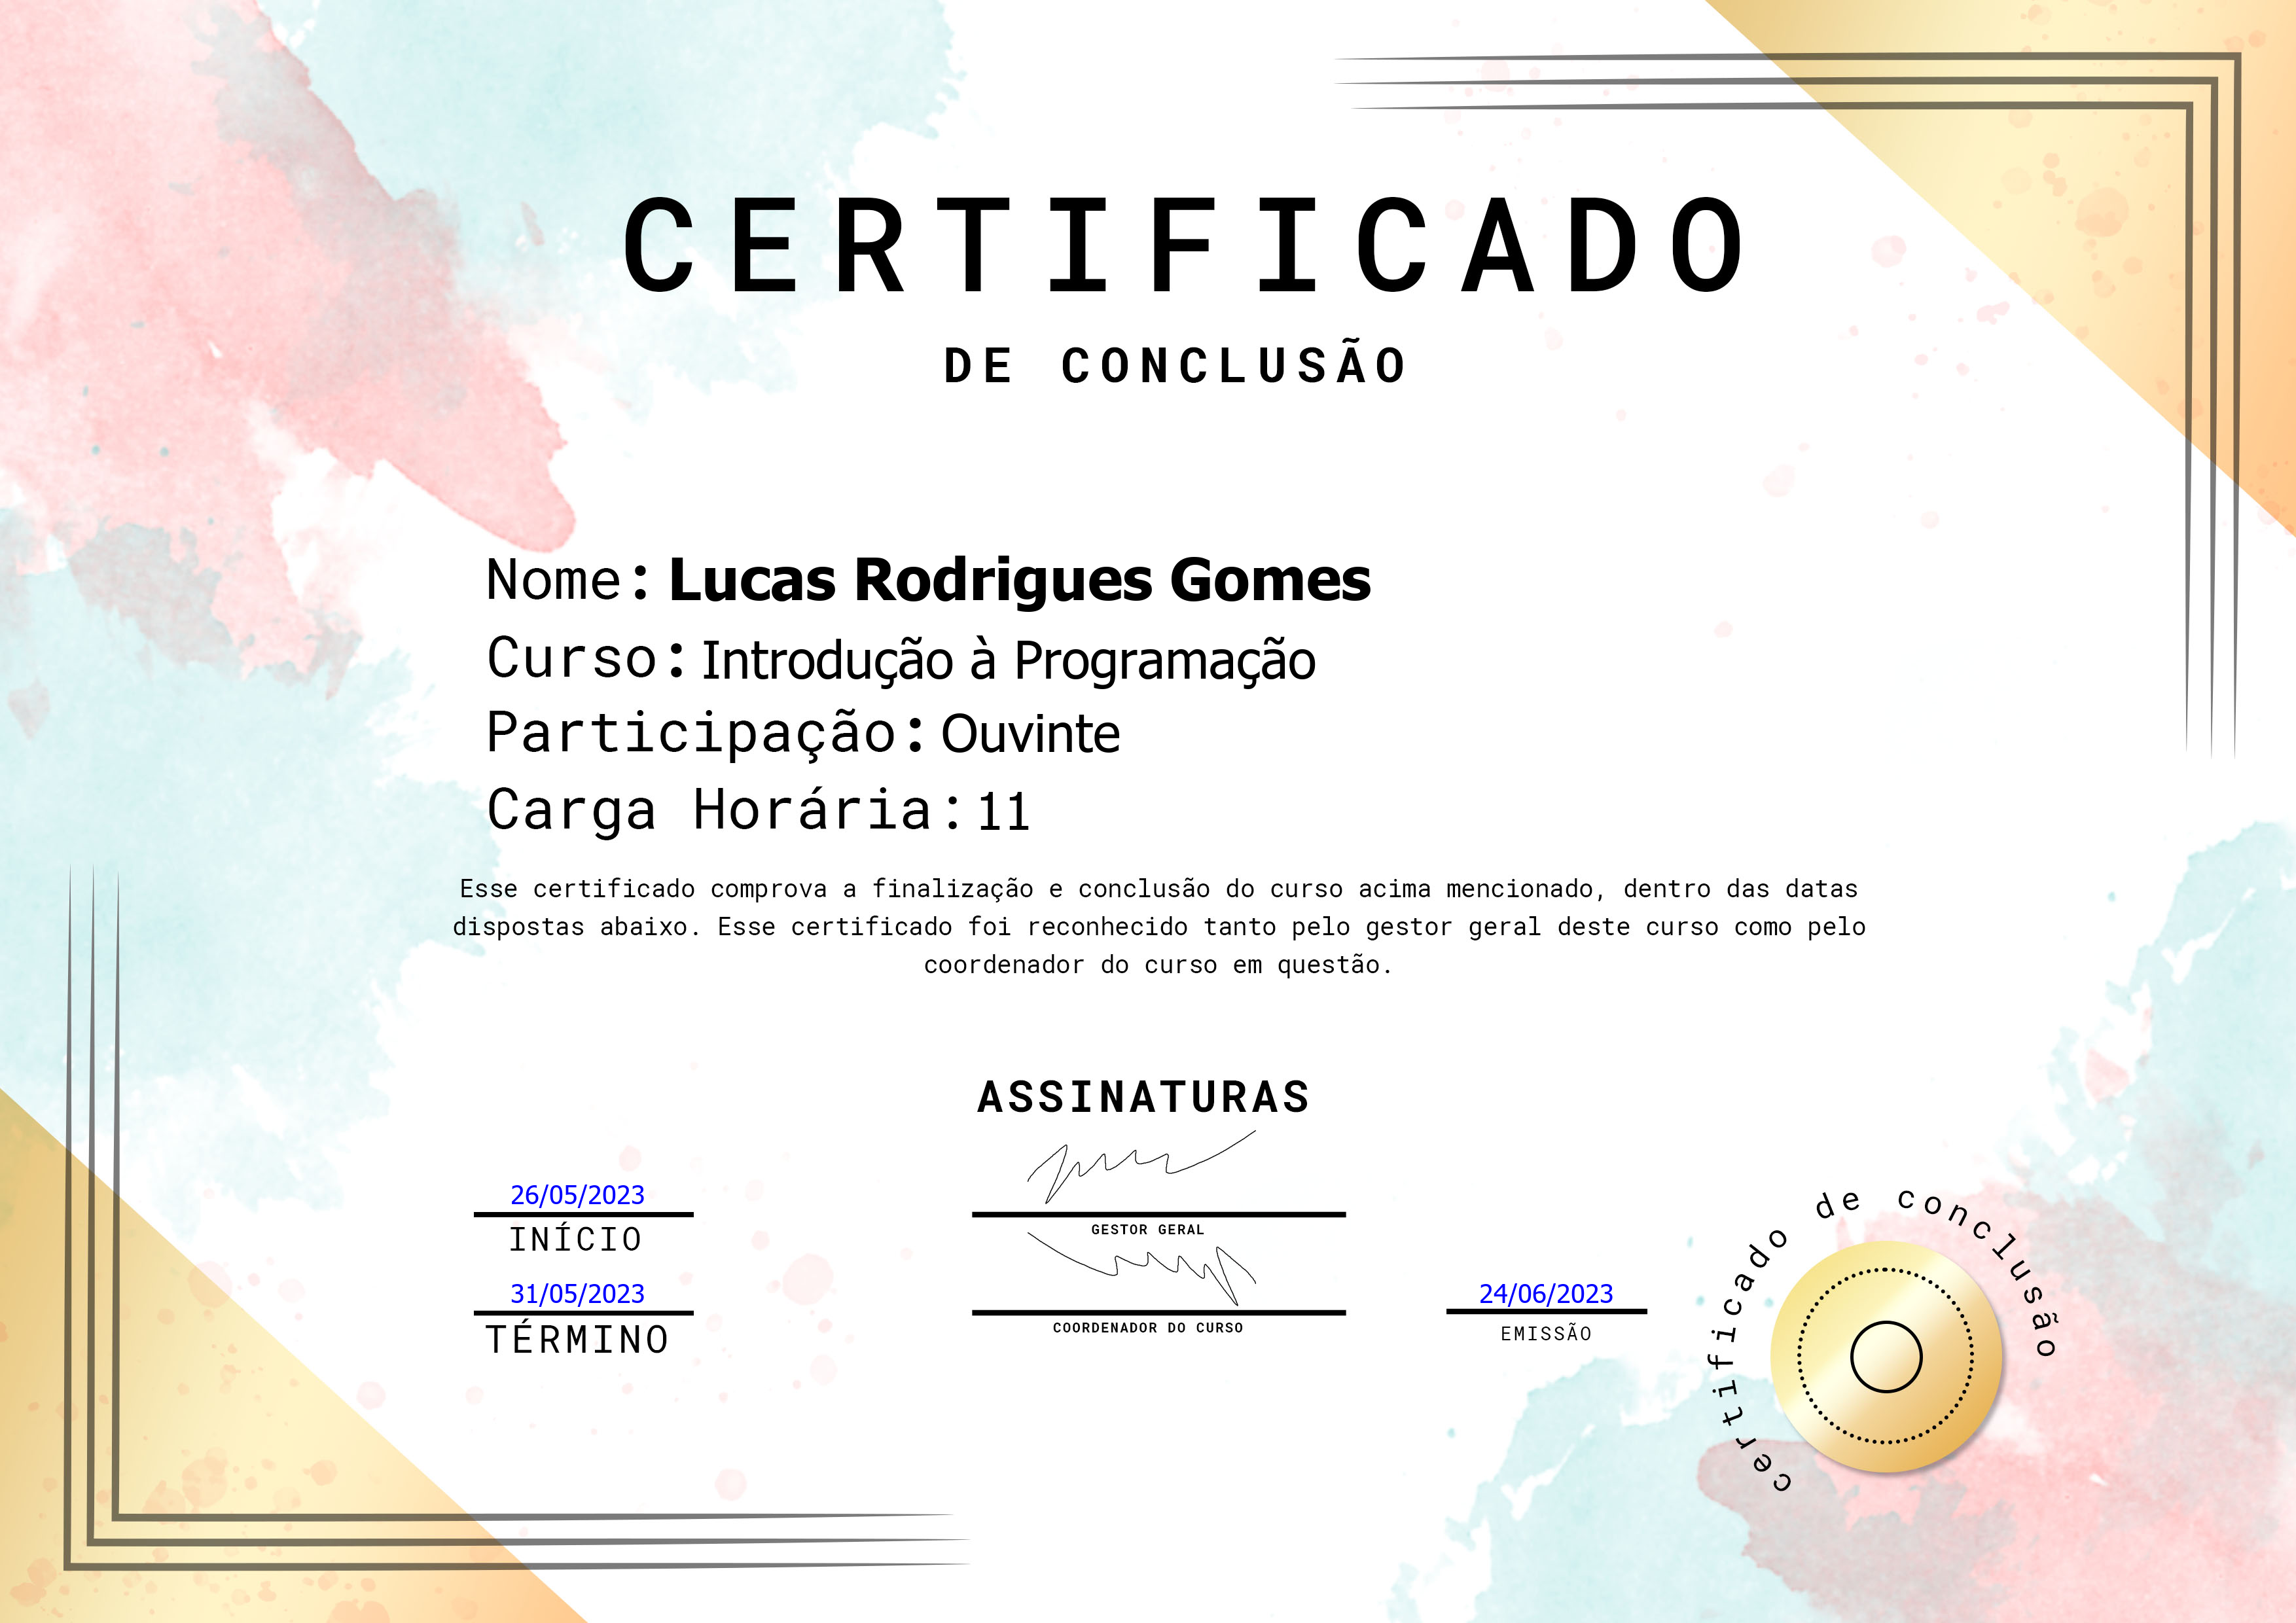 CERTIFICADO
DE CONCLUSÃO
Nome: Lucas Rodrigues Gomes
Curso: Introdução à Programação
Participação: Ouvinte
Carga Horária: 11
Esse certificado comprova a finalização e conclusão do curso acima mencionado, dentro das datas
dispostas abaixo. Esse certificado foi reconhecido tanto pelo gestor geral deste curso como pelo
coordenador do curso em questão.
ASSINATURAS
26/05/2023
INÍCIO
GESTOR GERAL
31/05/2023
TÉRMINO
COORDENADOR DO CURSO
24/06/2023
EMISSÃO
certificado de conclusão